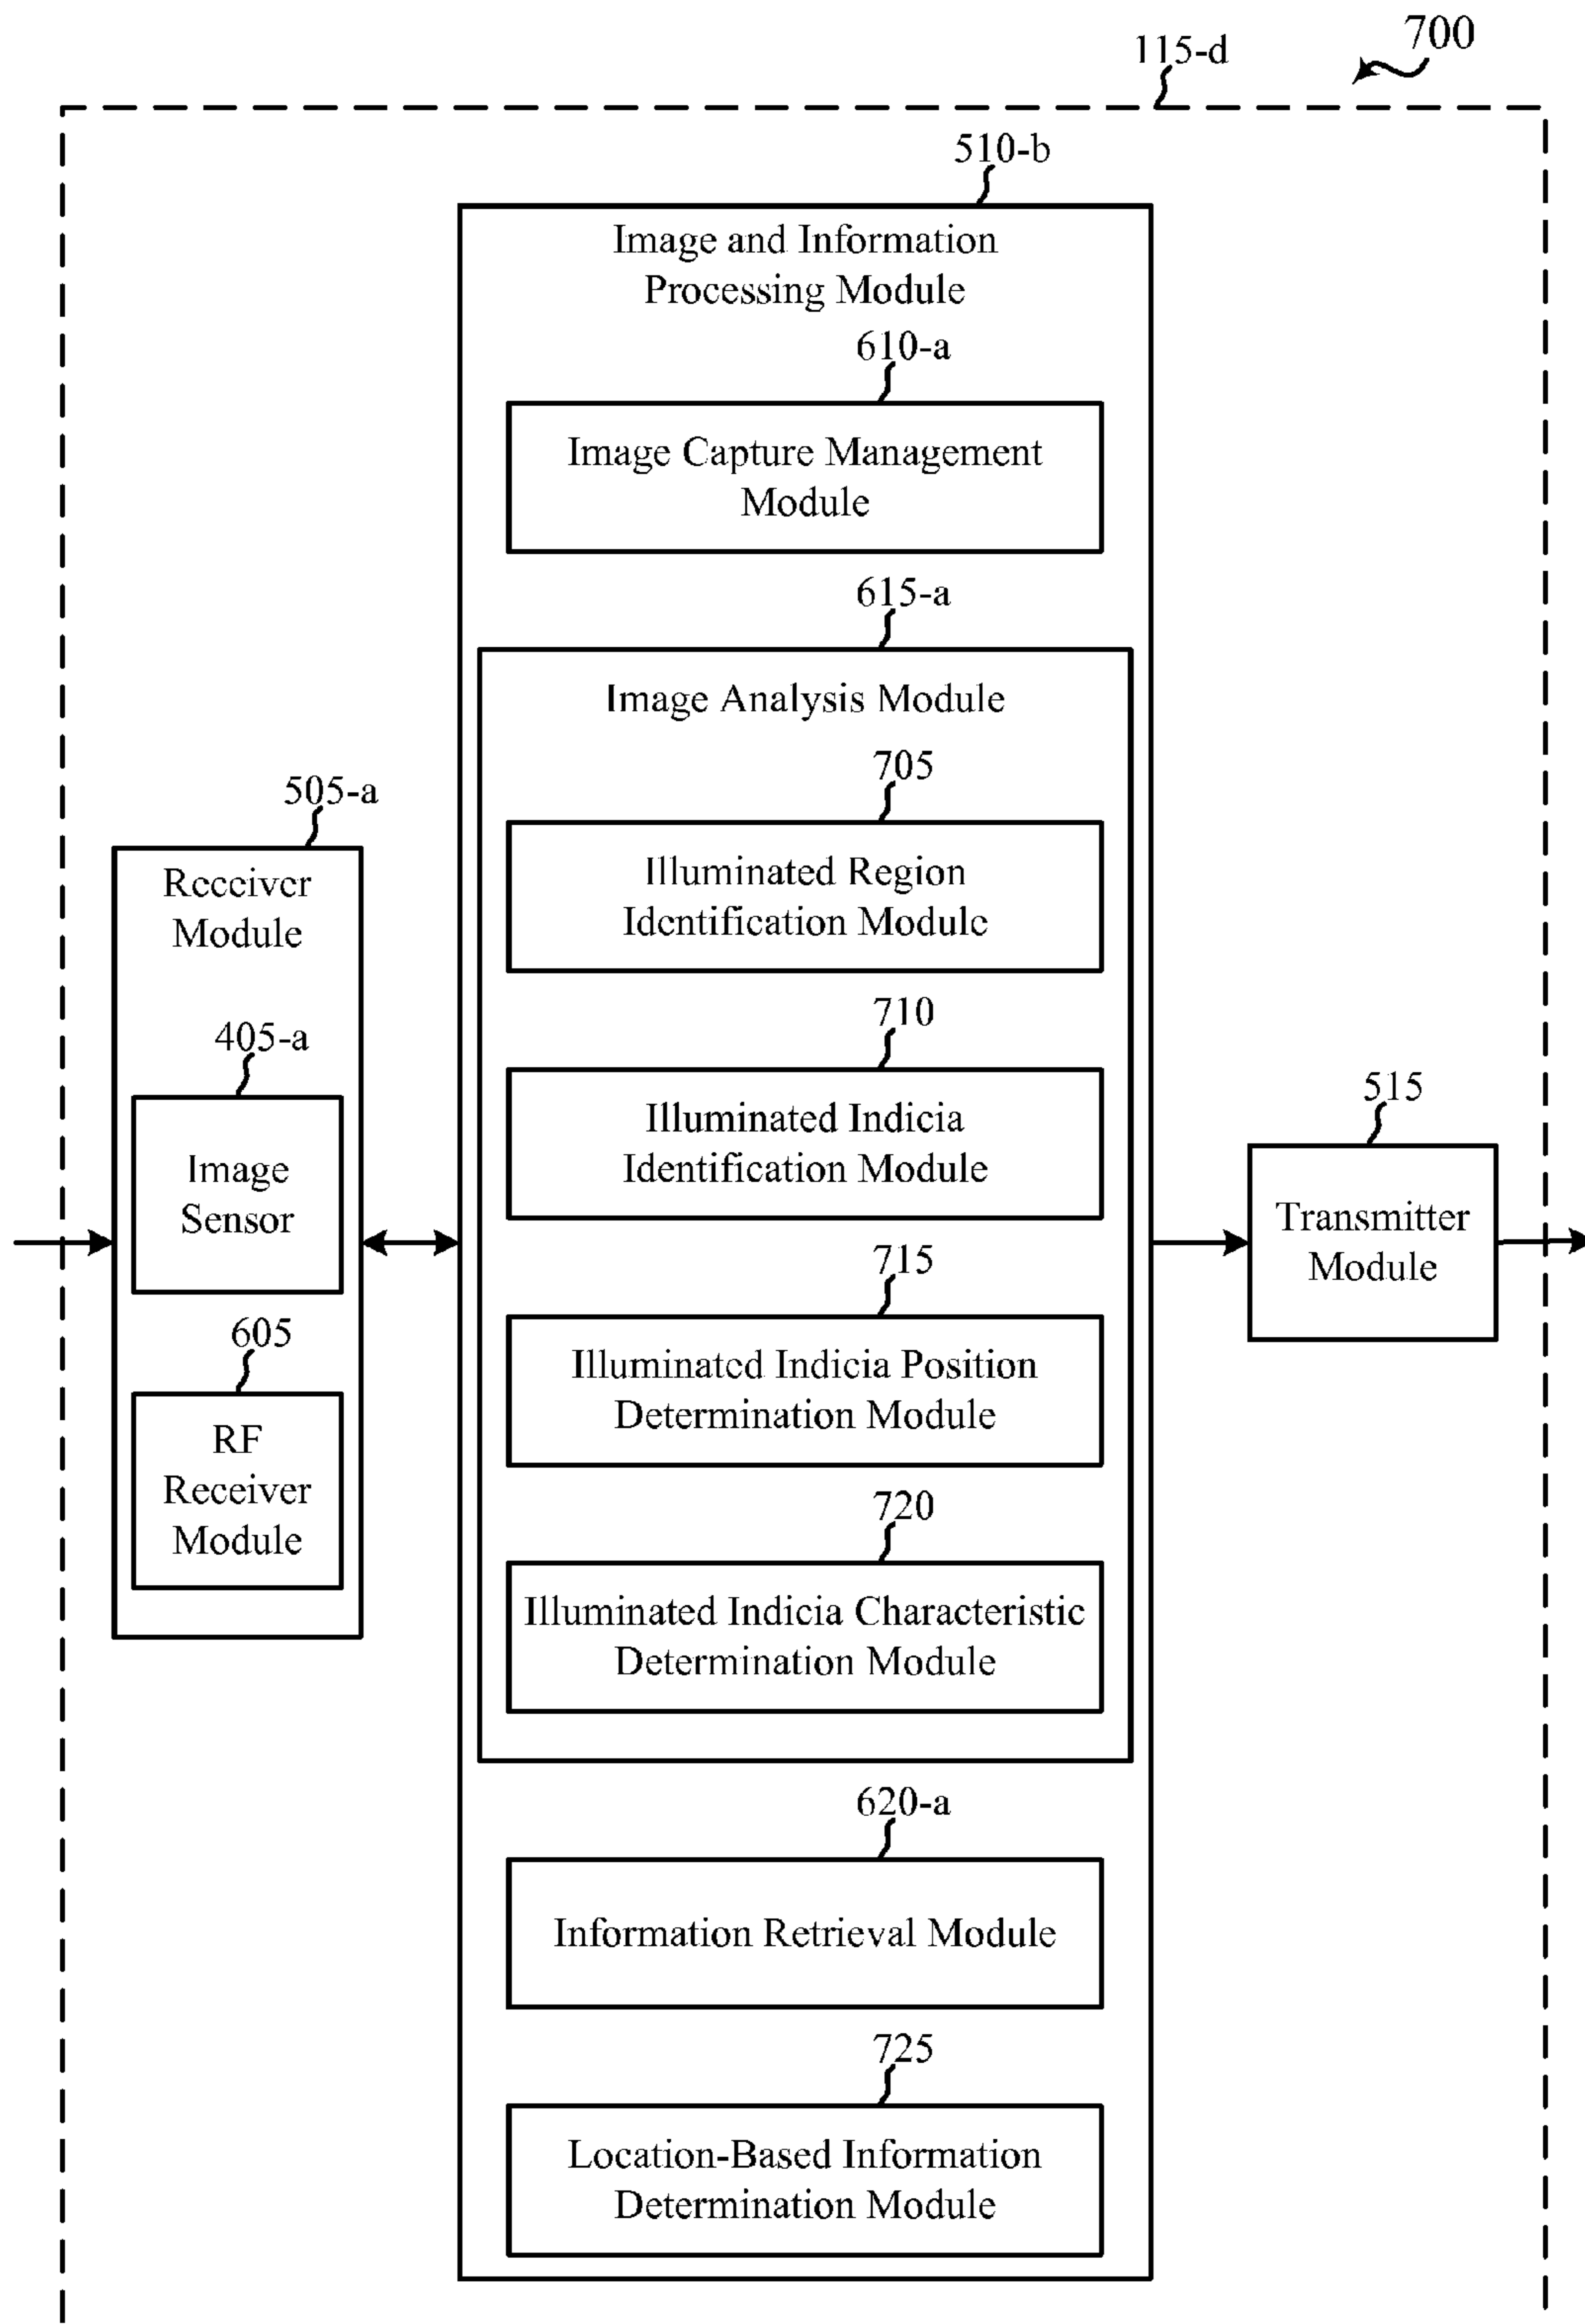 700
115-d
510-b
Image and Information
Processing Module
610-a
Image Capture Management
Module
615-a
Image Analysis Module
705
Illuminated Region
Identification Module
710
Illuminated Indicia
Identification Module
715
Illuminated Indicia Position
Determination Module
720
Illuminated Indicia Characteristic
Determination Module
620-a
Information Retrieval Module
725
Location-Based Information
Determination Module
505-a
Receiver
Module
405-a
Image
Sensor
605
RF
Receiver
Module
515
Transmitter
Module